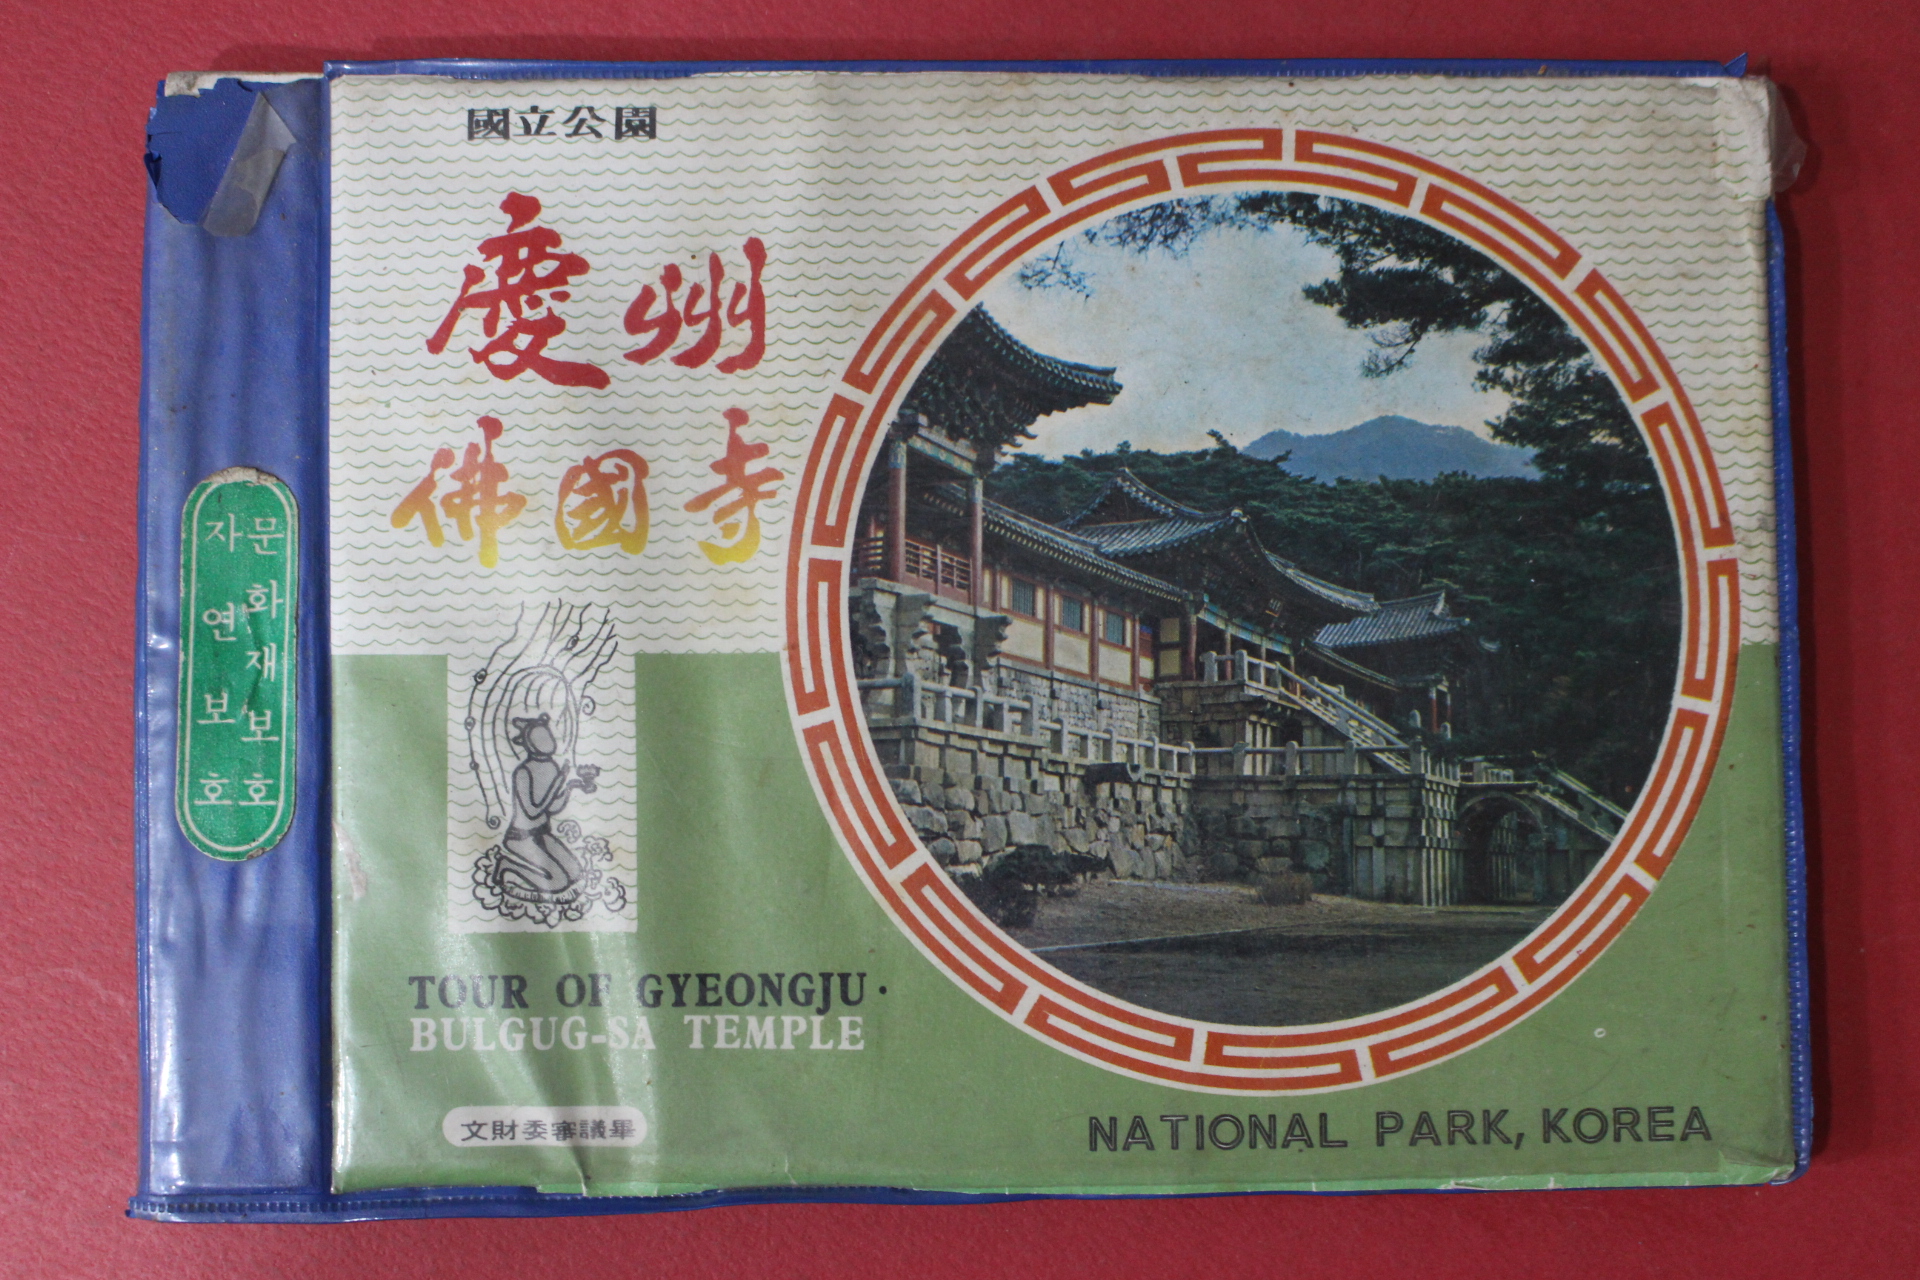 國立公園
慶州
佛國寺
문화재보호
자연보호
TOUR OF GYEONGJU·
BULGUG-SA TEMPLE
文財委審議畢
NATIONAL PARK, KOREA